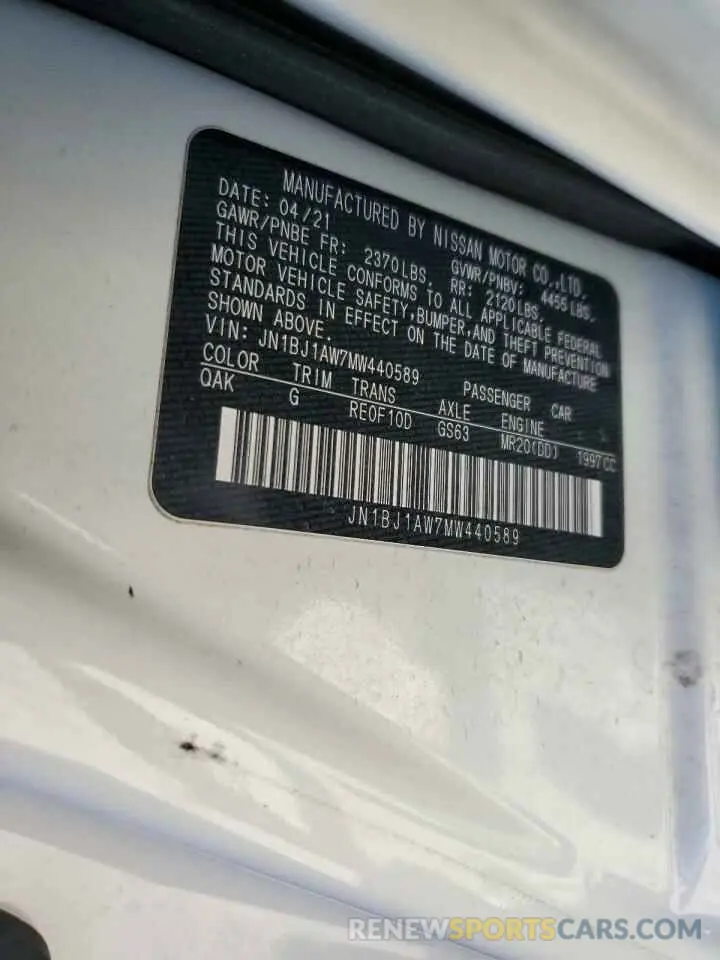 MANUFACTURED BY NISSAN MOTOR CO.,LTD.
DATE: 04/21 GVWR/PNBV: 4455 LBS.
GAWR/PNBE FR: 2370LBS. RR: 2120LBS.
THIS VEHICLE CONFORMS TO ALL APPLICABLE FEDERAL
MOTOR VEHICLE SAFETY,BUMPER,AND THEFT PREVENTION
STANDARDS IN EFFECT ON THE DATE OF MANUFACTURE
SHOWN ABOVE.
VIN: JN1BJ1AW7MW440589 PASSENGER CAR
COLOR TRIM TRANS AXLE ENGINE
QAK G RE0F10D GS63 MR20(DD) 1997CC
JN1BJ1AW7MW440589
RENEWSPORTSCARS.COM